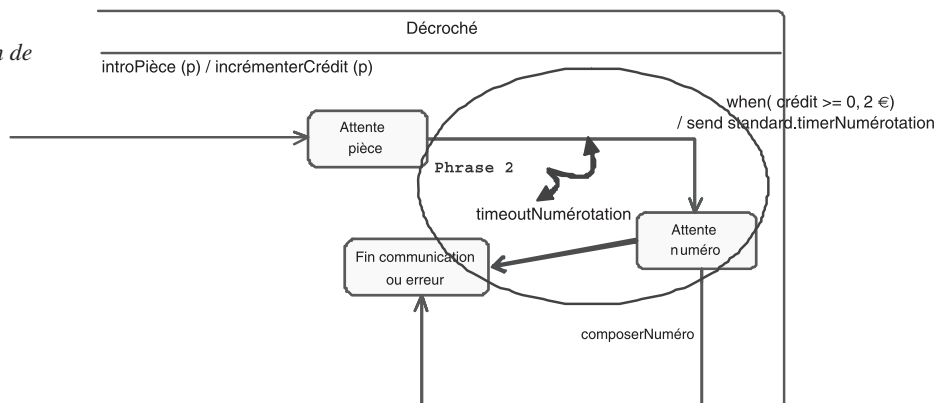 Décroché
n de
introPièce (p) / incrémenterCrédit (p)
when( crédit >= 0, 2 €)
/ send standard.timerNumérotation
Attente
pièce
Phrase 2
timeoutNumérotation
Attente
numéro
Fin communication
ou erreur
composerNuméro